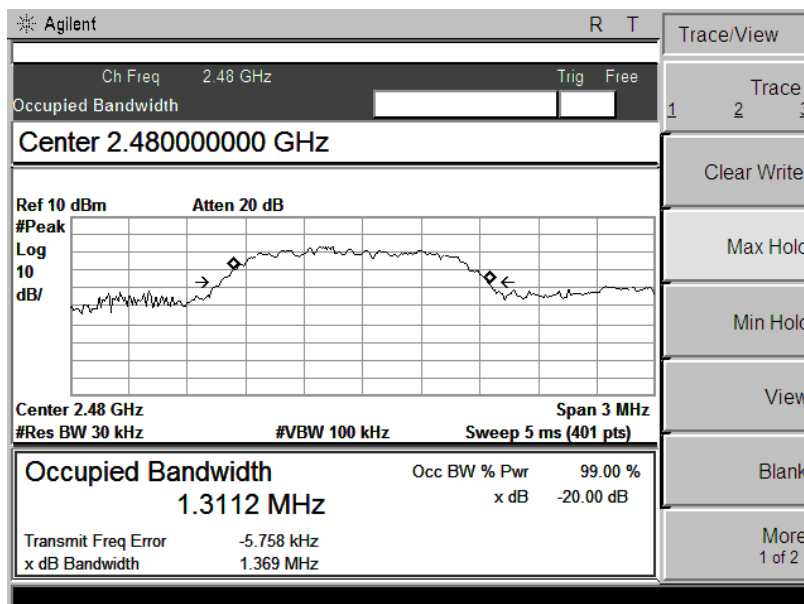 Agilent R T
Trace/View
Ch Freq 2.48 GHz Trig Free
Occupied Bandwidth
Trace
1 2 3
Center 2.480000000 GHz
Clear Write
Ref 10 dBm Atten 20 dB
#Peak
Log
10
dB/
Max Hold
Min Hold
View
Center 2.48 GHz Span 3 MHz
#Res BW 30 kHz #VBW 100 kHz Sweep 5 ms (401 pts)
Occupied Bandwidth
1.3112 MHz
Occ BW % Pwr 99.00 %
x dB -20.00 dB
Transmit Freq Error -5.758 kHz
x dB Bandwidth 1.369 MHz
Blank
More
1 of 2